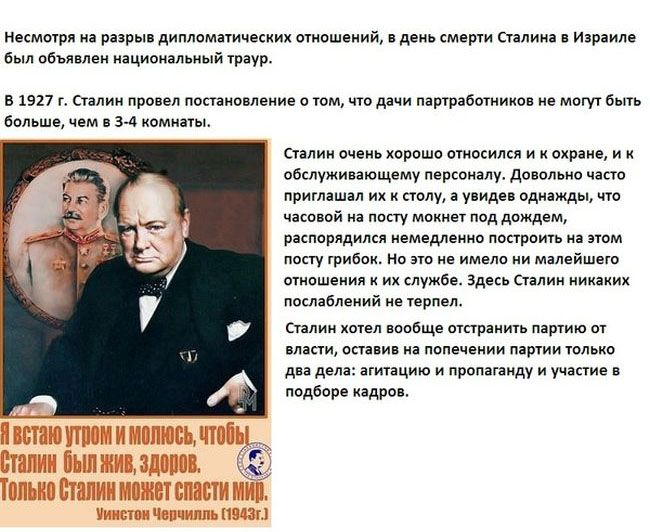 Несмотря на разрыв дипломатических отношений, в день смерти Сталина в Израиле
был объявлен национальный траур.
В 1927 г. Сталин провел постановление о том, что дачи партработников не могут быть
больше, чем в 3-4 комнаты.
Сталин очень хорошо относился и к охране, и к
обслуживающему персоналу. Довольно часто
приглашал их к столу, а увидев однажды, что
часовой на посту мокнет под дождем,
распорядился немедленно построить на этом
посту грибок. Но это не имело ни малейшего
отношения к их службе. Здесь Сталин никаких
послаблений не терпел.
Сталин хотел вообще отстранить партию от
власти, оставив на попечении партии только
два дела: агитацию и пропаганду и участие в
подборе кадров.
Я встаю утром и молюсь, чтобы
Сталин был жив, здоров.
Только Сталин может спасти мир.
Уинстон Черчилль (1943г.)